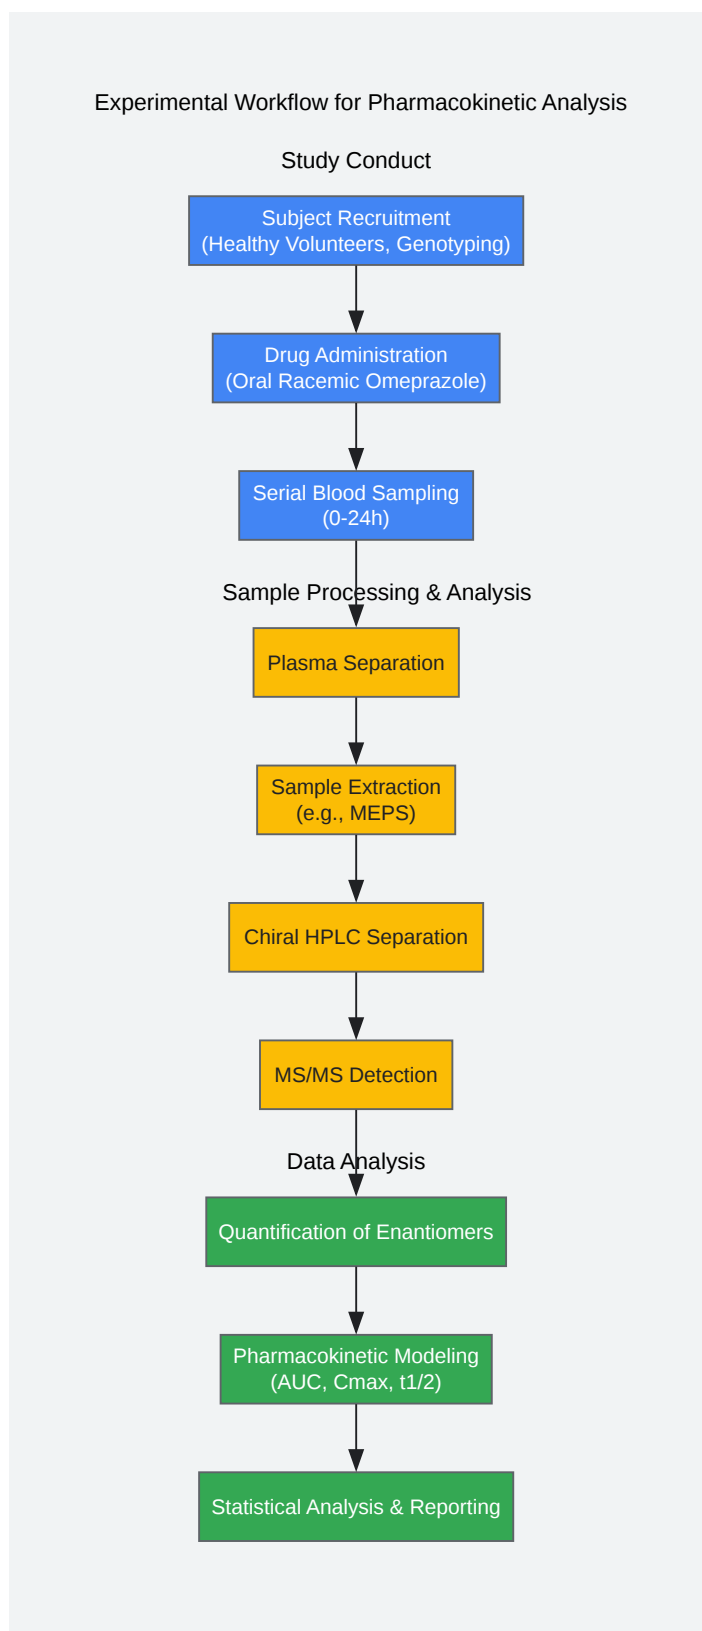 Experimental Workflow for Pharmacokinetic Analysis
Study Conduct
Subject Recruitment
(Healthy Volunteers, Genotyping)
Drug Administration
(Oral Racemic Omeprazole)
Serial Blood Sampling
(0-24h)
Sample Processing & Analysis
Plasma Separation
Sample Extraction
(e.g., MEPS)
Chiral HPLC Separation
MS/MS Detection
Data Analysis
Quantification of Enantiomers
Pharmacokinetic Modeling
(AUC, Cmax, t1/2)
Statistical Analysis & Reporting